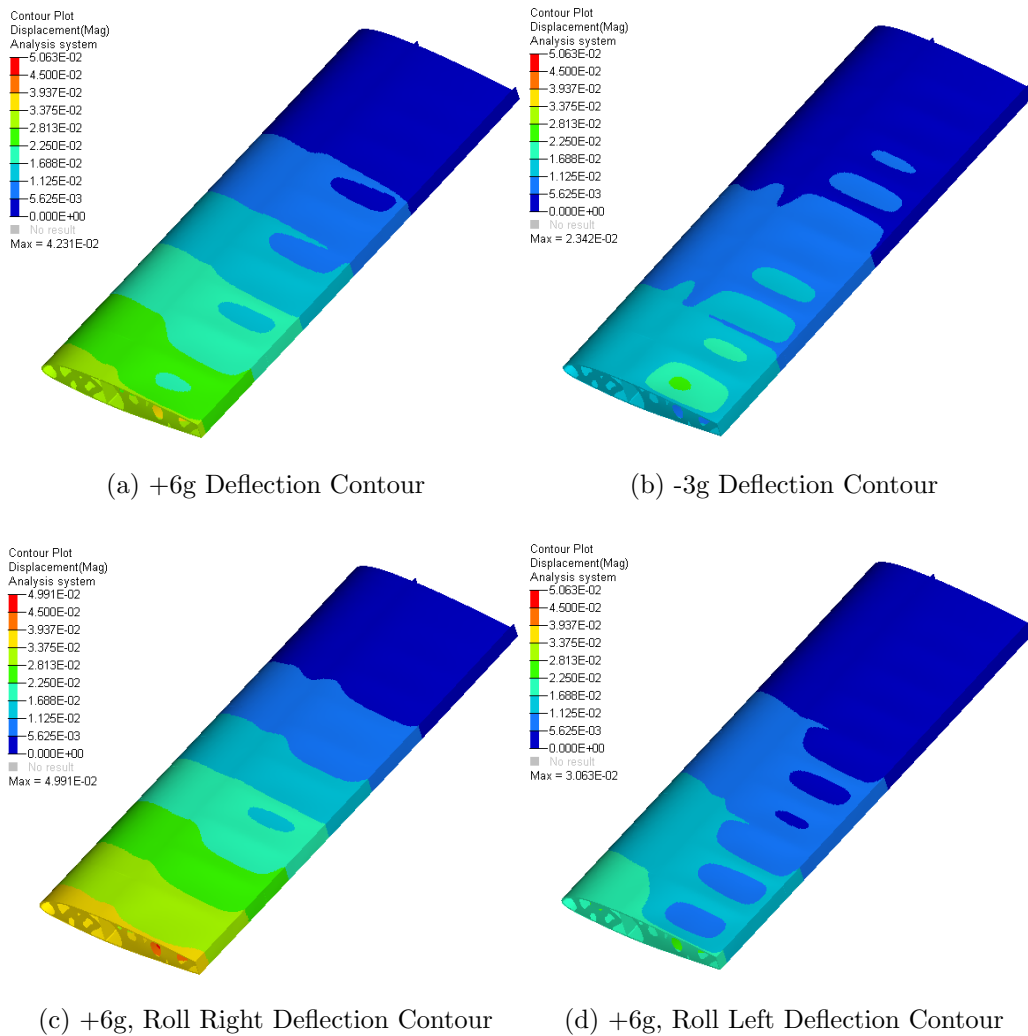 Contour Plot
Displacement(Mag)
Analysis system
5.063E-02
4.500E-02
3.937E-02
3.375E-02
2.813E-02
2.250E-02
1.688E-02
1.125E-02
5.625E-03
0.000E+00
No result
Max = 4.231E-02
(a) +6g Deflection Contour
Contour Plot
Displacement(Mag)
Analysis system
5.063E-02
4.500E-02
3.937E-02
3.375E-02
2.813E-02
2.250E-02
1.688E-02
1.125E-02
5.625E-03
0.000E+00
No result
Max = 2.342E-02
(b) -3g Deflection Contour
Contour Plot
Displacement(Mag)
Analysis system
4.991E-02
4.500E-02
3.937E-02
3.375E-02
2.813E-02
2.250E-02
1.688E-02
1.125E-02
5.625E-03
0.000E+00
No result
Max = 4.991E-02
(c) +6g, Roll Right Deflection Contour
Contour Plot
Displacement(Mag)
Analysis system
5.063E-02
4.500E-02
3.937E-02
3.375E-02
2.813E-02
2.250E-02
1.688E-02
1.125E-02
5.625E-03
0.000E+00
No result
Max = 3.063E-02
(d) +6g, Roll Left Deflection Contour